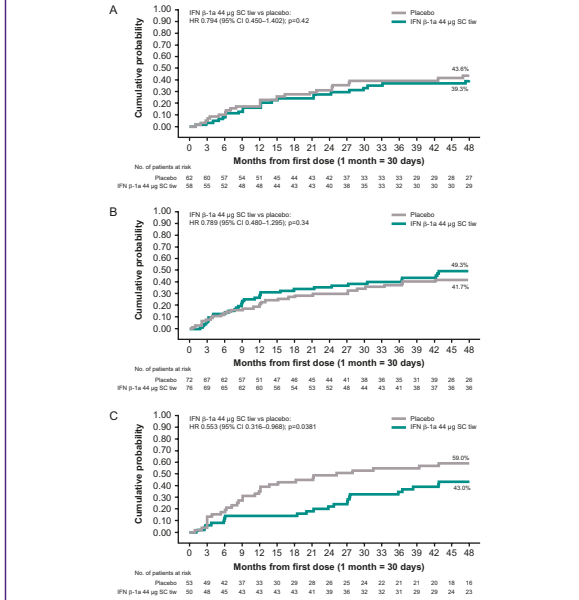 A
IFN β-1a 44 µg SC tiw vs placebo:
HR 0.794 (95% CI 0.450–1.402); p=0.42
Placebo
IFN β-1a 44 µg SC tiw
Cumulative probability
1.00
0.90
0.80
0.70
0.60
0.50
0.40
0.30
0.20
0.10
0.00
43.6%
39.3%
0 3 6 9 12 15 18 21 24 27 30 33 36 39 42 45 48
Months from first dose (1 month = 30 days)
No. of patients at risk
Placebo 62 60 57 54 51 45 44 43 42 37 33 33 33 29 29 28 27
IFN β-1a 44 µg SC tiw 58 55 52 48 48 44 43 43 40 38 35 33 32 30 30 30 29
B
IFN β-1a 44 µg SC tiw vs placebo:
HR 0.789 (95% CI 0.480–1.295); p=0.34
Placebo
IFN β-1a 44 µg SC tiw
Cumulative probability
1.00
0.90
0.80
0.70
0.60
0.50
0.40
0.30
0.20
0.10
0.00
49.3%
41.7%
0 3 6 9 12 15 18 21 24 27 30 33 36 39 42 45 48
Months from first dose (1 month = 30 days)
No. of patients at risk
Placebo 72 67 62 57 51 47 46 45 44 41 38 36 35 31 39 26 26
IFN β-1a 44 µg SC tiw 76 69 65 62 60 56 54 53 52 48 44 43 41 38 37 36 36
C
IFN β-1a 44 µg SC tiw vs placebo:
HR 0.553 (95% CI 0.316–0.968); p=0.0381
Placebo
IFN β-1a 44 µg SC tiw
Cumulative probability
1.00
0.90
0.80
0.70
0.60
0.50
0.40
0.30
0.20
0.10
0.00
59.0%
43.0%
0 3 6 9 12 15 18 21 24 27 30 33 36 39 42 45 48
Months from first dose (1 month = 30 days)
No. of patients at risk
Placebo 53 49 42 37 33 30 29 28 26 25 24 22 21 21 20 18 16
IFN β-1a 44 µg SC tiw 50 48 45 43 43 43 43 41 39 36 32 32 31 29 29 24 23